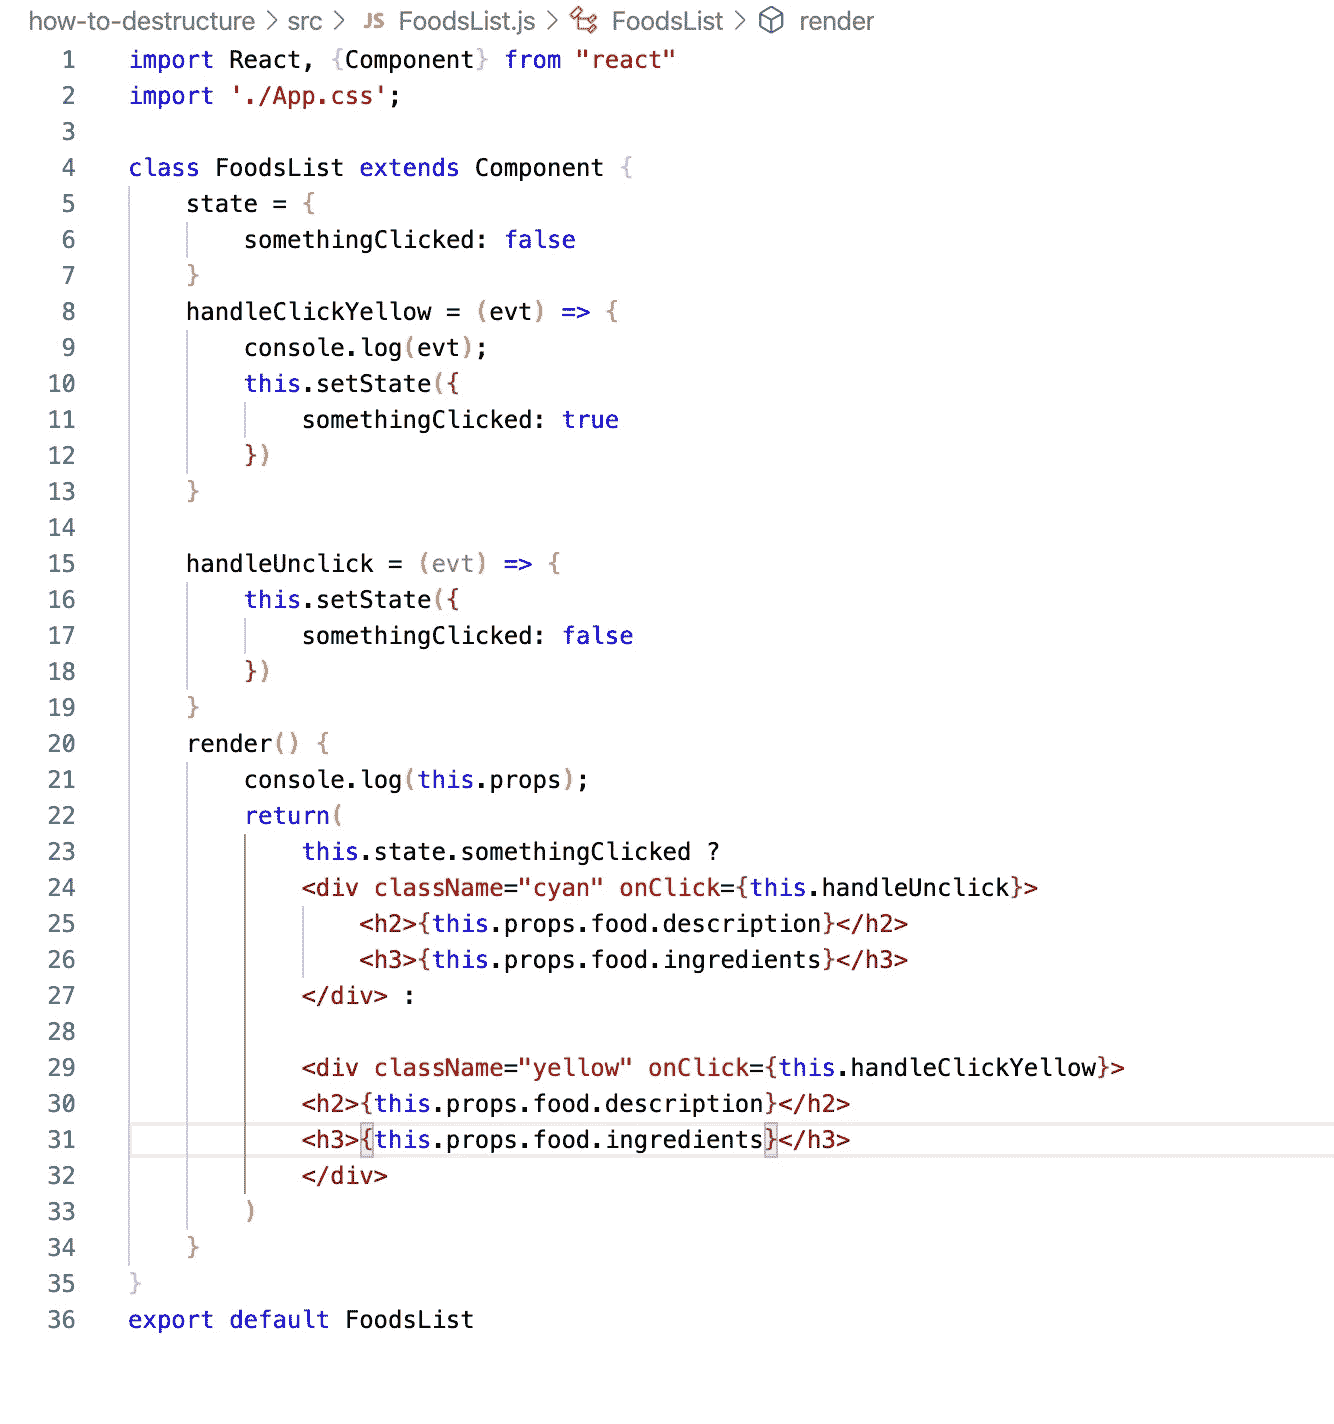 how-to-destructure > src > JS FoodsList.js > FoodsList > render
1 import React, {Component} from "react"
2 import './App.css';
3
4 class FoodsList extends Component {
5     state = {
6         somethingClicked: false
7     }
8     handleClickYellow = (evt) => {
9         console.log(evt);
10         this.setState({
11             somethingClicked: true
12         })
13     }
14
15     handleUnclick = (evt) => {
16         this.setState({
17             somethingClicked: false
18         })
19     }
20     render() {
21         console.log(this.props);
22         return(
23             this.state.somethingClicked ?
24             <div className="cyan" onClick={this.handleUnclick}>
25                 <h2>{this.props.food.description}</h2>
26                 <h3>{this.props.food.ingredients}</h3>
27             </div> :
28
29             <div className="yellow" onClick={this.handleClickYellow}>
30             <h2>{this.props.food.description}</h2>
31             <h3>{this.props.food.ingredients}</h3>
32             </div>
33         )
34     }
35 }
36 export default FoodsList